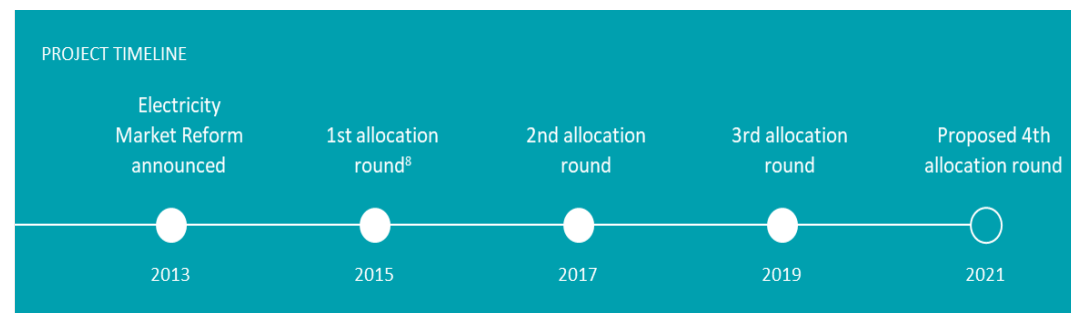 PROJECT TIMELINE
Electricity
Market Reform
announced
1st allocation
round⁸
2nd allocation
round
3rd allocation
round
Proposed 4th
allocation round
2013
2015
2017
2019
2021